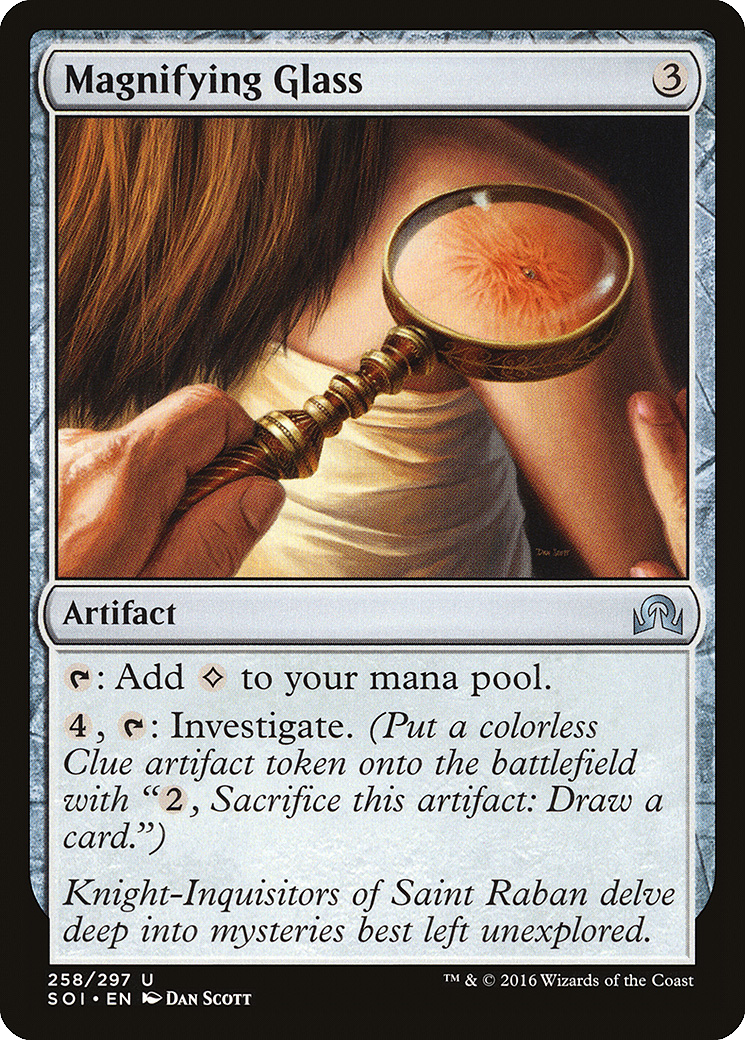 Magnifying Glass 3
Dan Scott
Artifact
: Add to your mana pool.
4, : Investigate. (Put a colorless
Clue artifact token onto the battlefield
with “2, Sacrifice this artifact: Draw a
card.”)
Knight-Inquisitors of Saint Raban delve
deep into mysteries best left unexplored.
258/297 U
SOI • EN Dan Scott
™ & © 2016 Wizards of the Coast